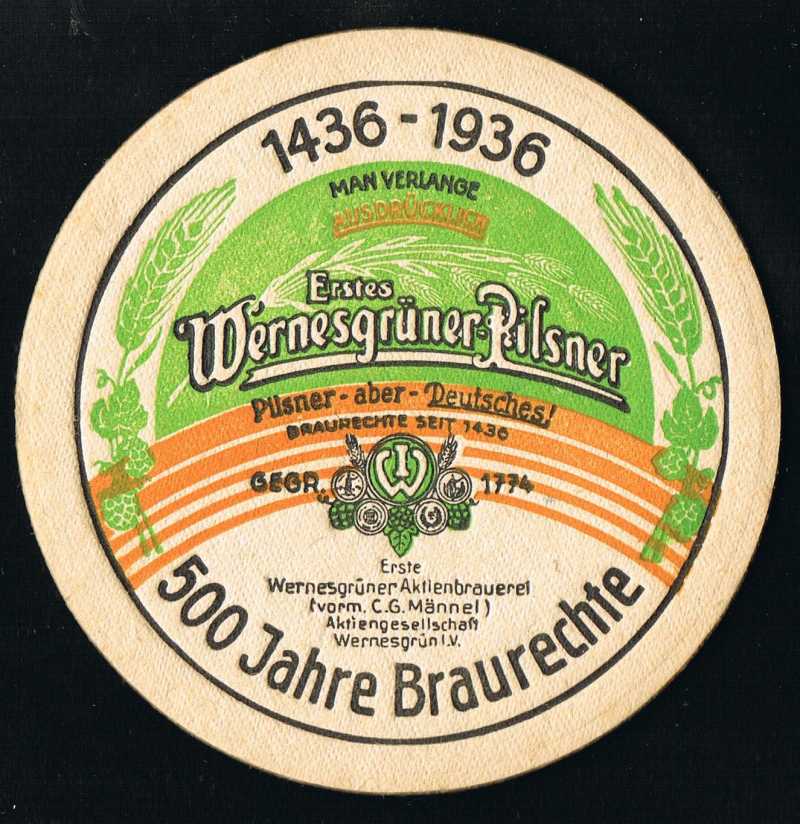 1436 - 1936
MAN VERLANGE
AUSDRÜCKLICH
Erstes
Wernesgrüner-Pilsner
Pilsner - aber - Deutsches!
BRAURECHTE SEIT 1436
GEGR. 1774
IW
Erste
Wernesgrüner Aktienbrauerei
(vorm. C.G. Männel)
Aktiengesellschaft
Wernesgrün i.V.
500 Jahre Braurechte